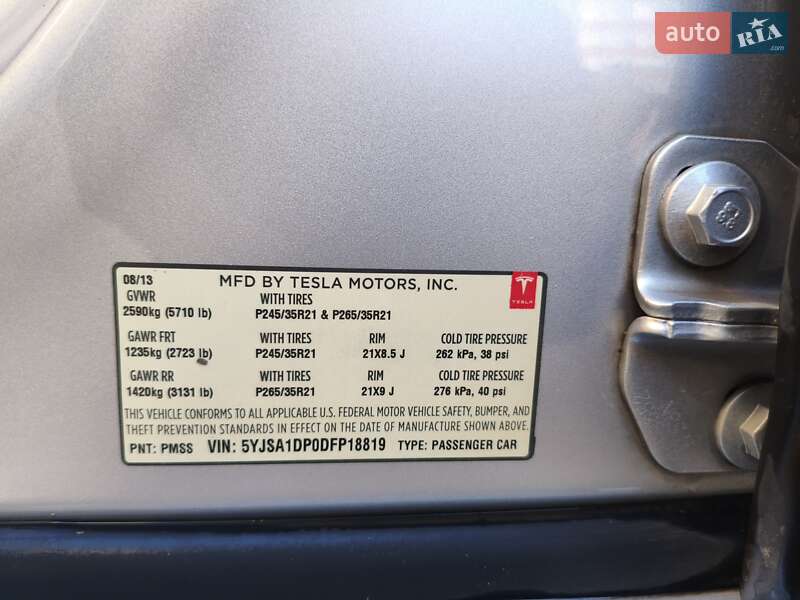 auto RIA .com
08/13 MFD BY TESLA MOTORS, INC.
GVWR WITH TIRES
2590kg (5710 lb) P245/35R21 & P265/35R21
TESLA
GAWR FRT WITH TIRES RIM COLD TIRE PRESSURE
1235kg (2723 lb) P245/35R21 21X8.5 J 262 kPa, 38 psi
GAWR RR WITH TIRES RIM COLD TIRE PRESSURE
1420kg (3131 lb) P265/35R21 21X9 J 276 kPa, 40 psi
THIS VEHICLE CONFORMS TO ALL APPLICABLE U.S. FEDERAL MOTOR VEHICLE SAFETY, BUMPER, AND
THEFT PREVENTION STANDARDS IN EFFECT ON THE DATE OF MANUFACTURE SHOWN ABOVE.
PNT: PMSS VIN: 5YJSA1DP0DFP18819 TYPE: PASSENGER CAR